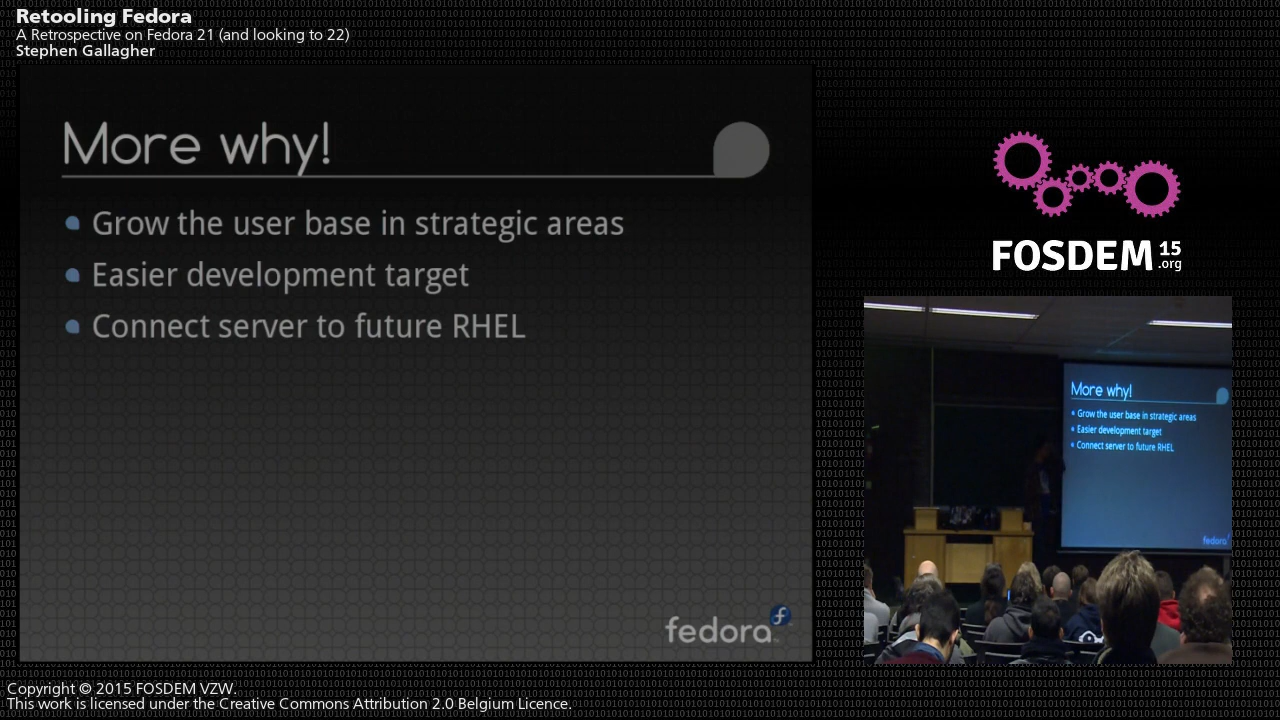 Retooling Fedora
A Retrospective on Fedora 21 (and looking to 22)
Stephen Gallagher
More why!
Grow the user base in strategic areas
Easier development target
Connect server to future RHEL
fedora
FOSDEM 15
.org
More why!
Grow the user base in strategic areas
Easier development target
Connect server to future RHEL
fedora
Copyright © 2015 FOSDEM VZW.
This work is licensed under the Creative Commons Attribution 2.0 Belgium Licence.